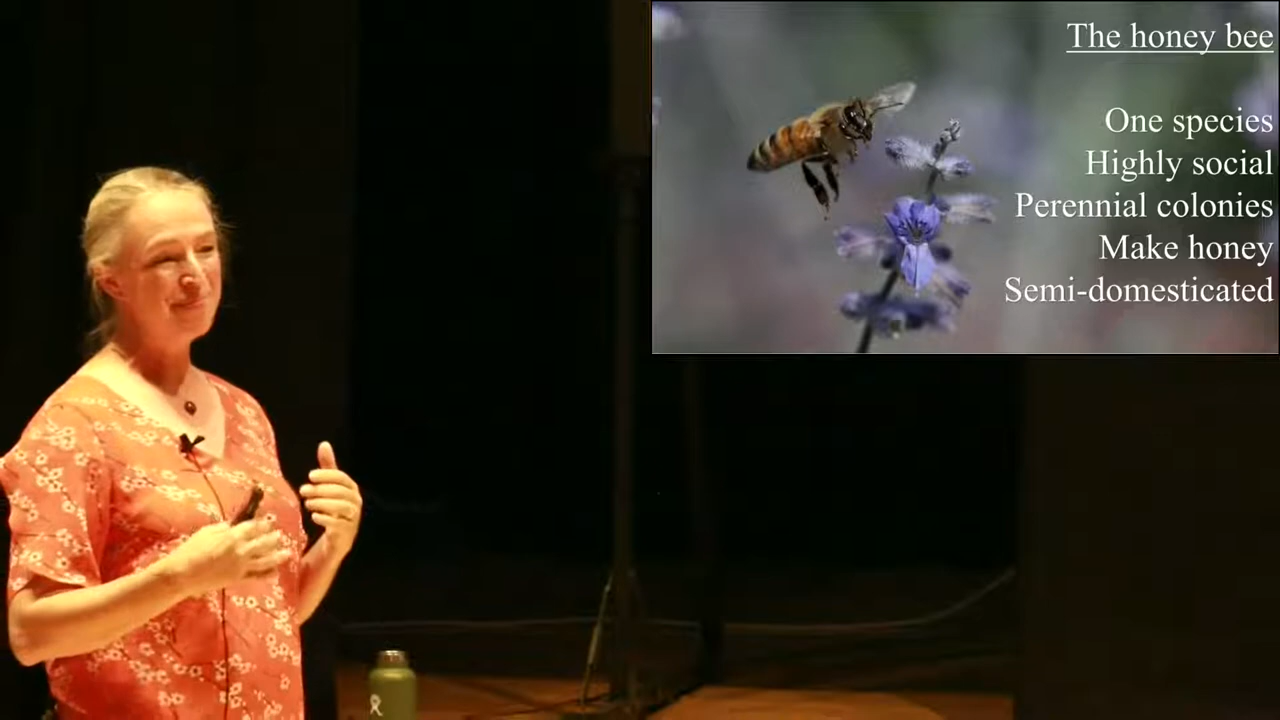 The honey bee
One species
Highly social
Perennial colonies
Make honey
Semi-domesticated